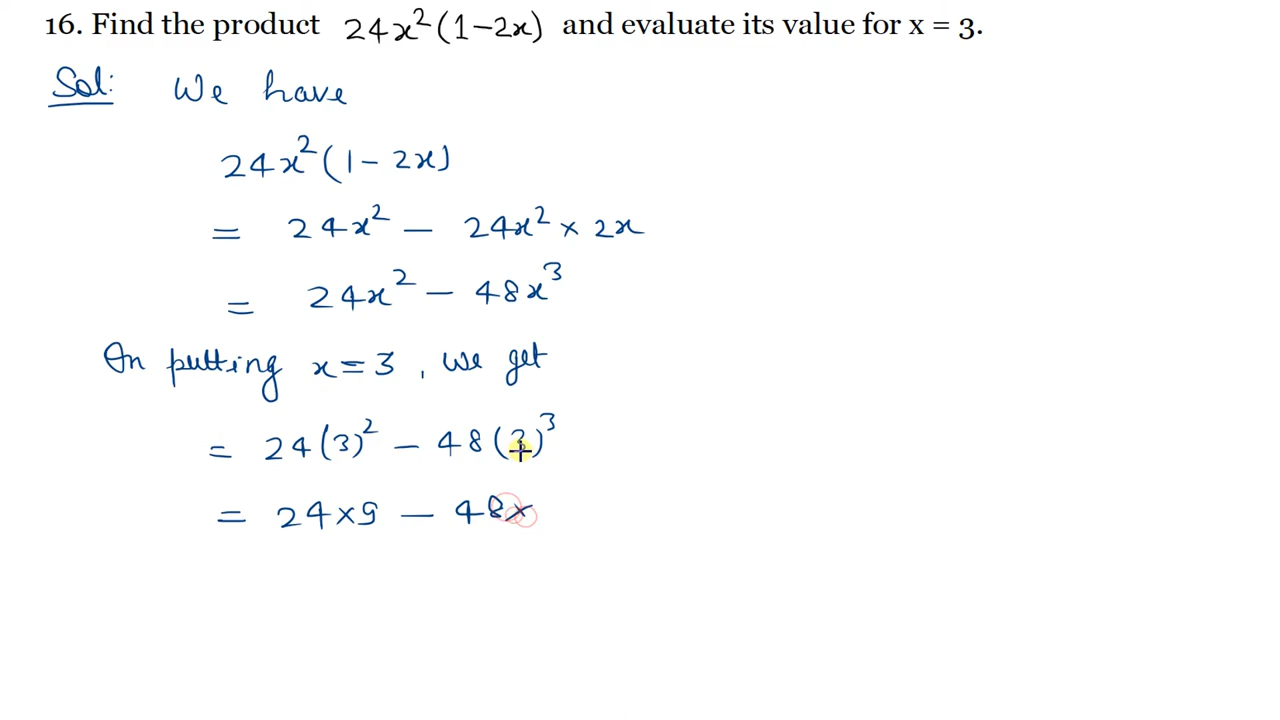 16. Find the product 24x²(1-2x) and evaluate its value for x = 3.
Sol: We have
24x²(1-2x)
= 24x² - 24x² × 2x
= 24x² - 48x³
On putting x=3, we get
= 24(3)² - 48(3)³
= 24×9 - 48×